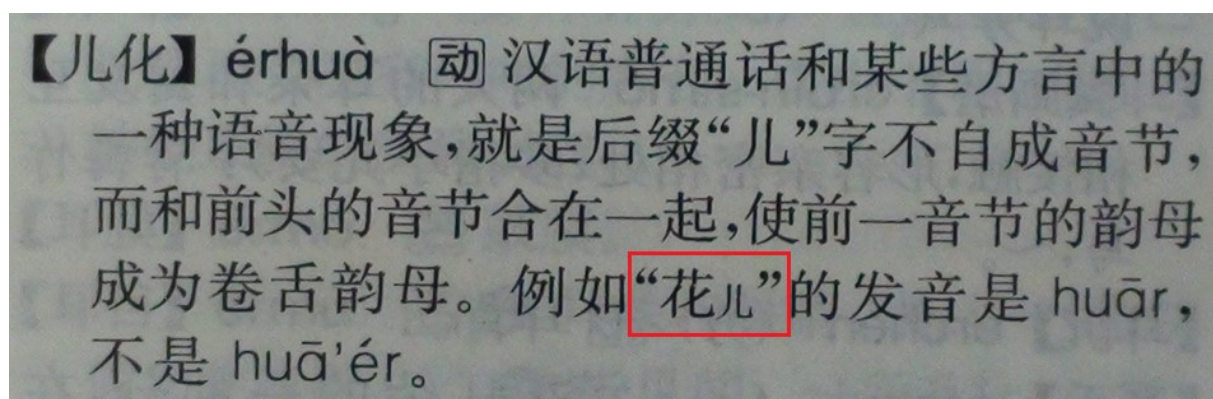 【儿化】érhuà 动 汉语普通话和某些方言中的
一种语音现象,就是后缀“儿”字不自成音节,
而和前头的音节合在一起,使前一音节的韵母
成为卷舌韵母。例如“花儿”的发音是 huār,
不是 huā'ér。